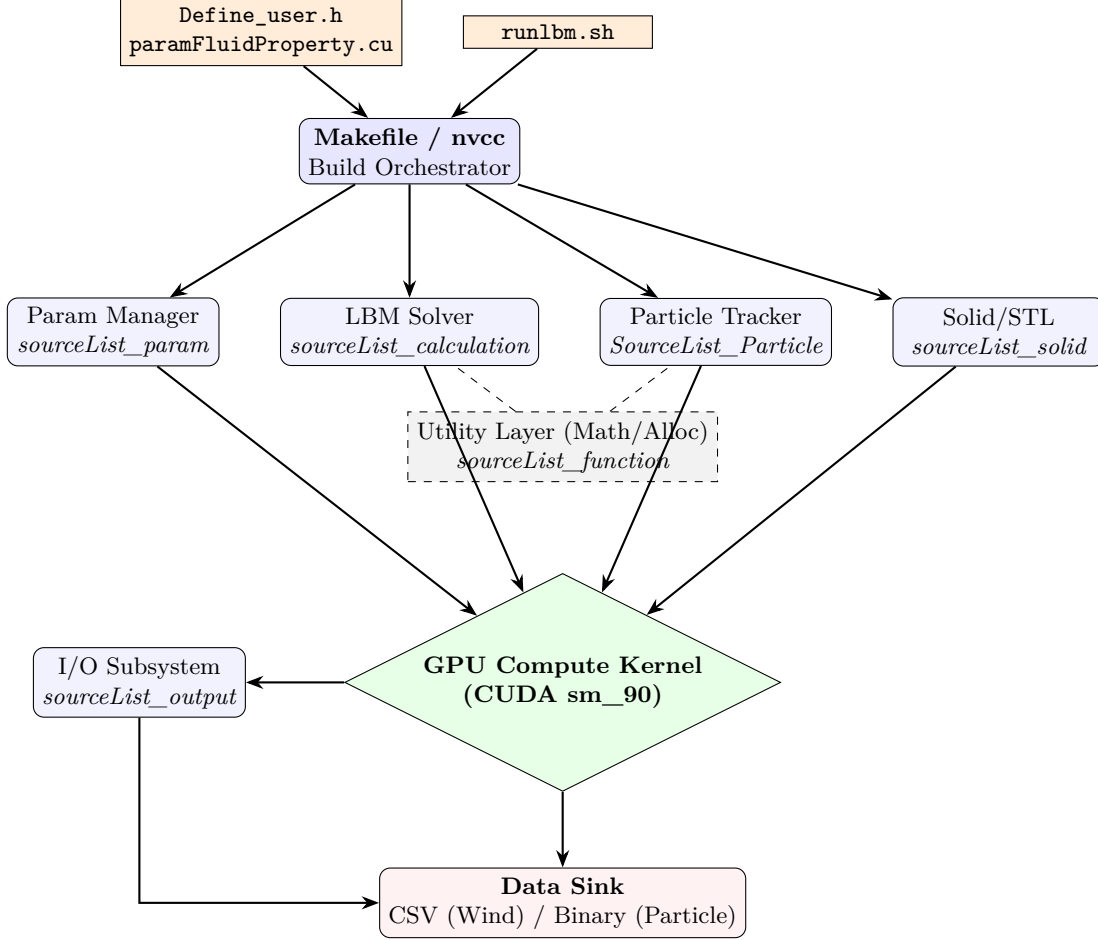 Define_user.h
paramFluidProperty.cu
runlbm.sh
Makefile / nvcc
Build Orchestrator
Param Manager
sourceList_param
LBM Solver
sourceList_calculation
Particle Tracker
SourceList_Particle
Solid/STL
sourceList_solid
Utility Layer (Math/Alloc)
sourceList_function
GPU Compute Kernel
(CUDA sm_90)
I/O Subsystem
sourceList_output
Data Sink
CSV (Wind) / Binary (Particle)